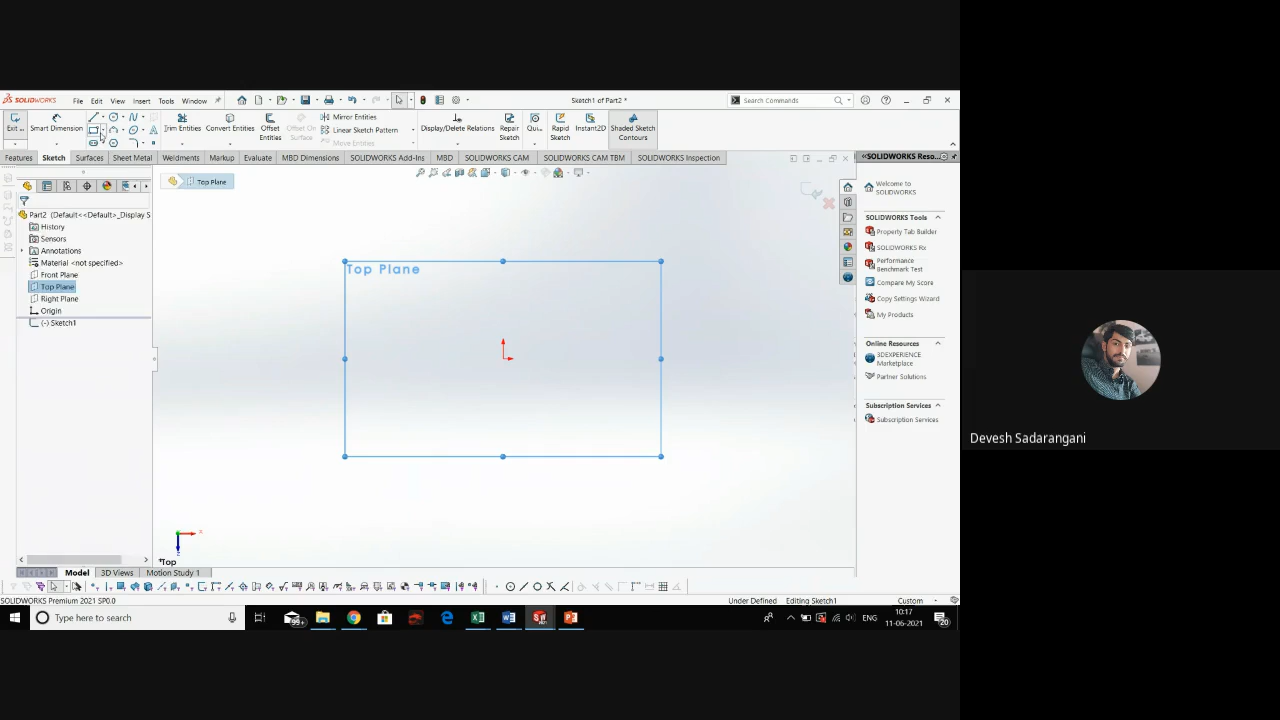 SOLIDWORKS File Edit View Insert Tools Window Sketch1 of Part2 * Search Commands
Exit ... Smart Dimension Trim Entities Convert Entities Offset Entities Offset On Surface Mirror Entities Linear Sketch Pattern Move Entities Display/Delete Relations Repair Sketch Qui... Rapid Sketch Instant2D Shaded Sketch Contours
Features Sketch Surfaces Sheet Metal Weldments Markup Evaluate MBD Dimensions SOLIDWORKS Add-Ins MBD SOLIDWORKS CAM SOLIDWORKS CAM TBM SOLIDWORKS Inspection
Top Plane
Part2 (Default<<Default>_Display S
History
Sensors
Annotations
Material <not specified>
Front Plane
Top Plane
Right Plane
Origin
(-) Sketch1
Top Plane
x
*Top
SOLIDWORKS Reso...
Welcome to
SOLIDWORKS
SOLIDWORKS Tools
Property Tab Builder
SOLIDWORKS Rx
Performance
Benchmark Test
Compare My Score
Copy Settings Wizard
My Products
Online Resources
3DEXPERIENCE
Marketplace
Partner Solutions
Subscription Services
Subscription Services
Devesh Sadarangani
Model 3D Views Motion Study 1
SOLIDWORKS Premium 2021 SP0.0 Under Defined Editing Sketch1 Custom
Type here to search 99+ ENG 10:17
11-06-2021 20